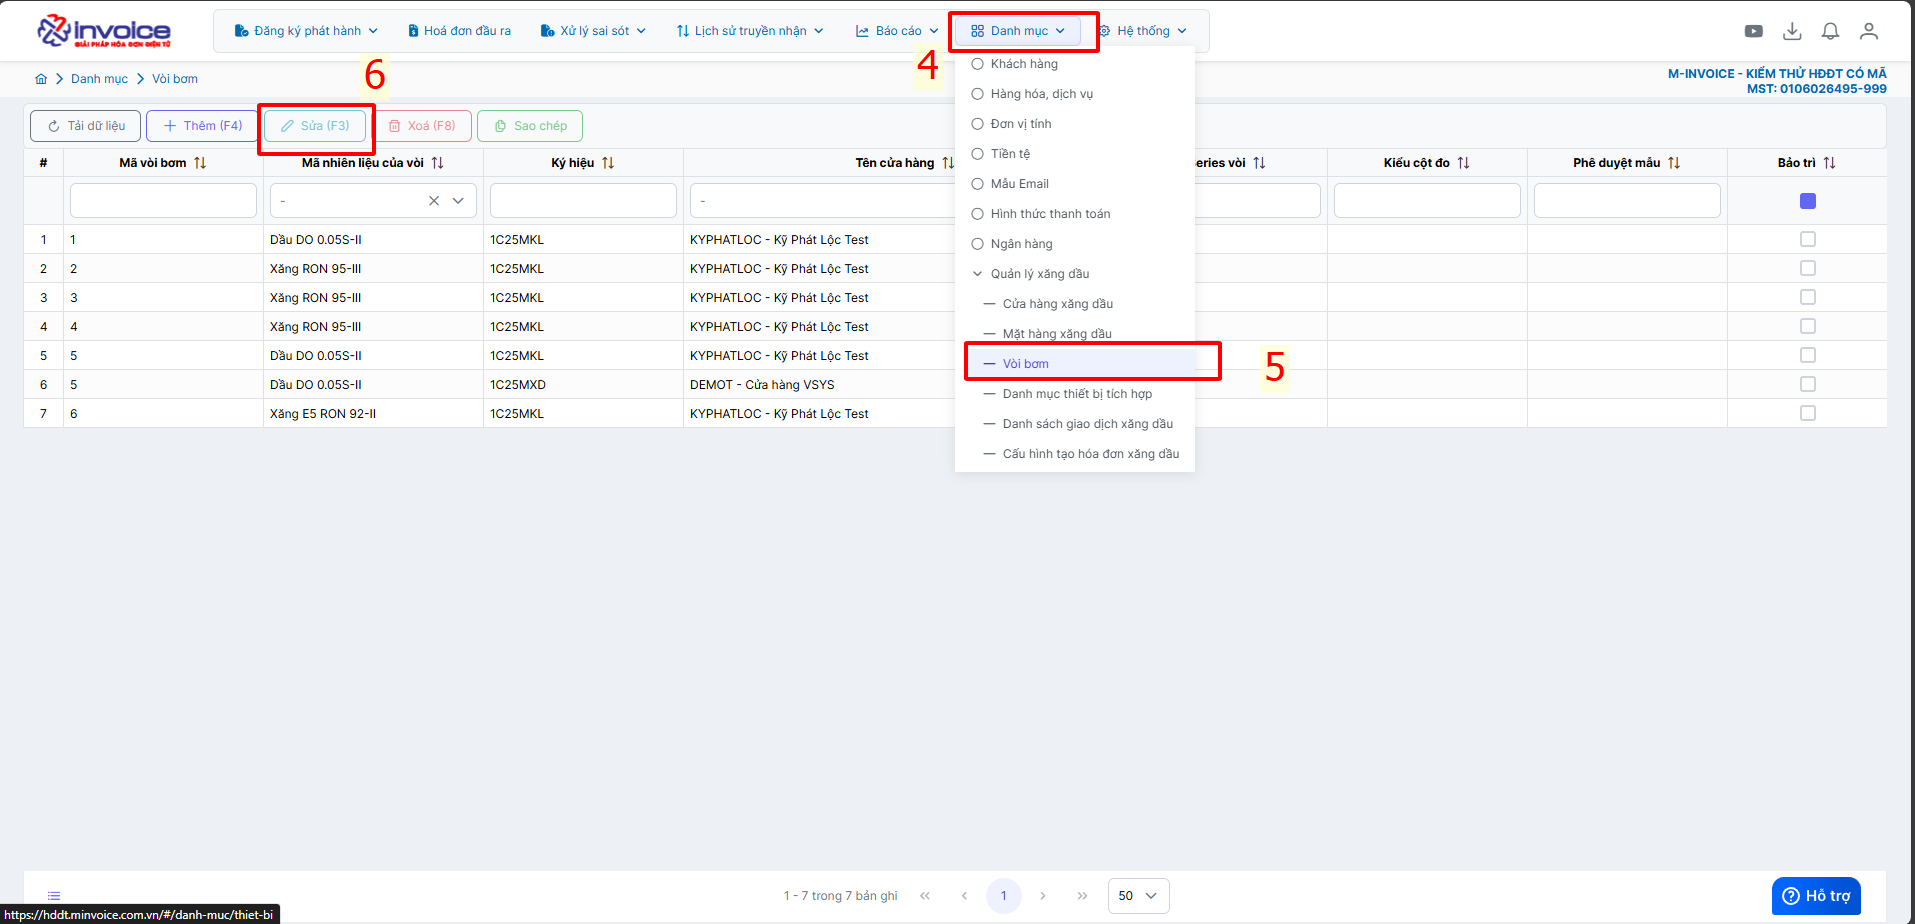 invoice
GIẢI PHÁP HÓA ĐƠN ĐIỆN TỬ
Đăng ký phát hành
Hoá đơn đầu ra
Xử lý sai sót
Lịch sử truyền nhận
Báo cáo
Danh mục
Hệ thống
4
Danh mục
Vòi bơm
6
M-INVOICE - KIỂM THỬ HĐĐT CÓ MÃ
MST: 0106026495-999
Tải dữ liệu
Thêm (F4)
Sửa (F3)
Xoá (F8)
Sao chép
Khách hàng
Hàng hóa, dịch vụ
Đơn vị tính
Tiền tệ
Mẫu Email
Hình thức thanh toán
Ngân hàng
Quản lý xăng dầu
Cửa hàng xăng dầu
Mặt hàng xăng dầu
Vòi bơm
5
Danh mục thiết bị tích hợp
Danh sách giao dịch xăng dầu
Cấu hình tạo hóa đơn xăng dầu
# Mã vòi bơm Mã nhiên liệu của vòi Ký hiệu Tên cửa hàng eries vòi Kiểu cột đo Phê duyệt mẫu Bảo trì
- -
1 1 Dầu DO 0.05S-II 1C25MKL KYPHATLOC - Kỹ Phát Lộc Test
2 2 Xăng RON 95-III 1C25MKL KYPHATLOC - Kỹ Phát Lộc Test
3 3 Xăng RON 95-III 1C25MKL KYPHATLOC - Kỹ Phát Lộc Test
4 4 Xăng RON 95-III 1C25MKL KYPHATLOC - Kỹ Phát Lộc Test
5 5 Dầu DO 0.05S-II 1C25MKL KYPHATLOC - Kỹ Phát Lộc Test
6 5 Dầu DO 0.05S-II 1C25MXD DEMOT - Cửa hàng VSYS
7 6 Xăng E5 RON 92-II 1C25MKL KYPHATLOC - Kỹ Phát Lộc Test
1 - 7 trong 7 bản ghi
1
50
Hỗ trợ
https://hddt.minvoice.com.vn/#/danh-muc/thiet-bi